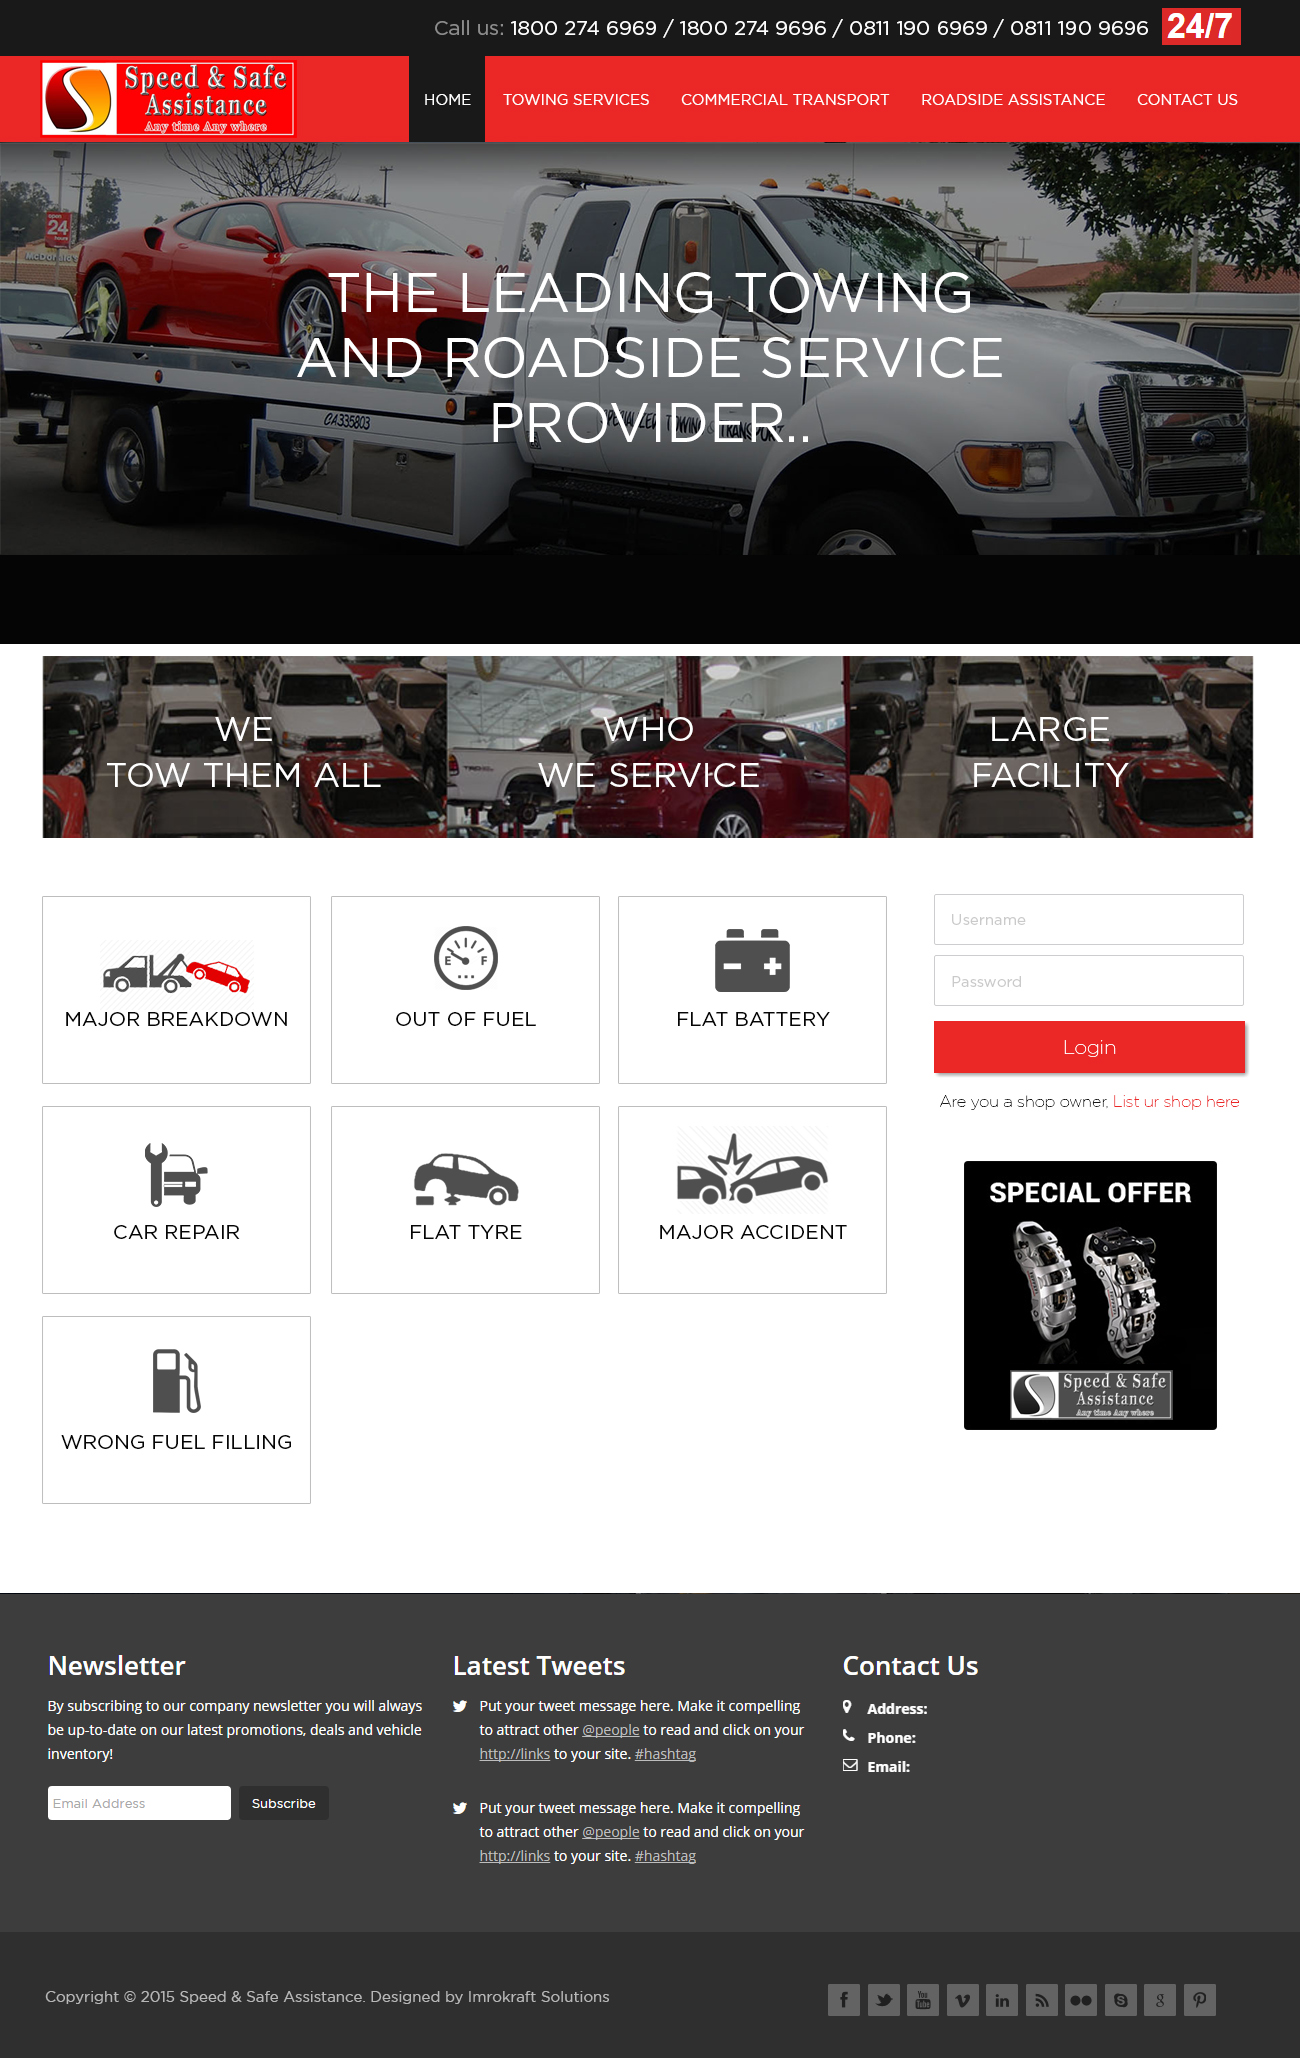 Call us: 1800 274 6969 / 1800 274 9696 / 0811 190 6969 / 0811 190 9696 24/7
Speed & Safe
Assistance
Any time Any where
HOME
TOWING SERVICES
COMMERCIAL TRANSPORT
ROADSIDE ASSISTANCE
CONTACT US
24
McDonald's
THE LEADING TOWING
AND ROADSIDE SERVICE
PROVIDER..
CA335803
SPECIALIZED TOWING & TRANSPORT
WE
TOW THEM ALL
WHO
WE SERVICE
LARGE
FACILITY
MAJOR BREAKDOWN
E F
OUT OF FUEL
FLAT BATTERY
Username
Password
Login
Are you a shop owner, List ur shop here
CAR REPAIR
FLAT TYRE
MAJOR ACCIDENT
SPECIAL OFFER
Speed & Safe
Assistance
Any time Any where
WRONG FUEL FILLING
Newsletter
By subscribing to our company newsletter you will always
be up-to-date on our latest promotions, deals and vehicle
inventory!
Email Address
Subscribe
Latest Tweets
Put your tweet message here. Make it compelling
to attract other @people to read and click on your
http://links to your site. #hashtag
Put your tweet message here. Make it compelling
to attract other @people to read and click on your
http://links to your site. #hashtag
Contact Us
Address:
Phone:
Email:
Copyright © 2015 Speed & Safe Assistance. Designed by Imrokraft Solutions